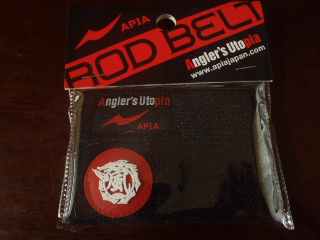 APIA
ROD BELT
Angler's Utopia
www.apiajapan.com
Angler's Utopia
APIA